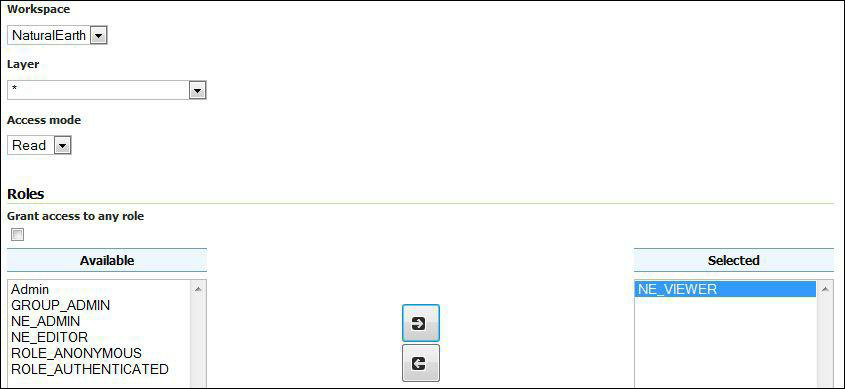 Workspace
NaturalEarth
Layer
*
Access mode
Read
Roles
Grant access to any role
Available
Selected
Admin
GROUP_ADMIN
NE_ADMIN
NE_EDITOR
ROLE_ANONYMOUS
ROLE_AUTHENTICATED
NE_VIEWER